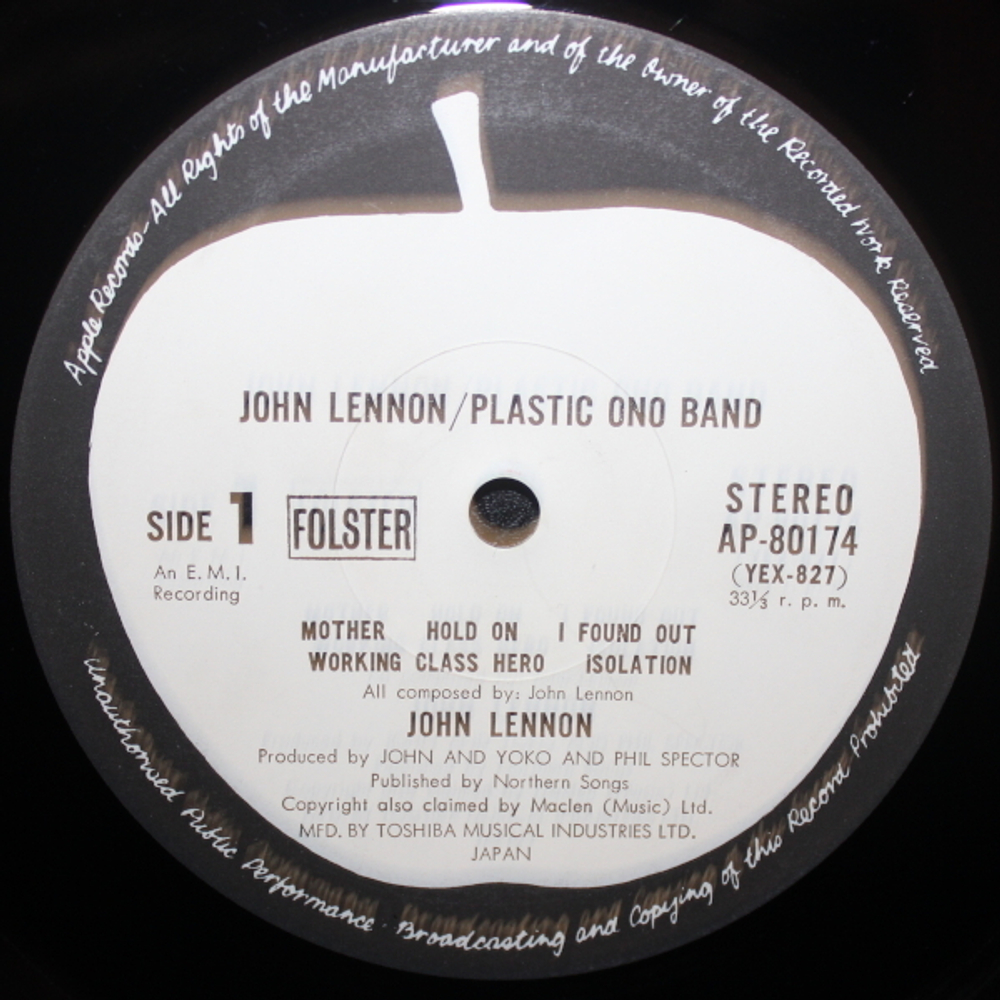 Apple Records-All Rights of the Manufacturer and of the Owner of the Recorded Work Reserved
JOHN LENNON/PLASTIC ONO BAND
SIDE 1
FOLSTER
STEREO
AP-80174
(YEX-827)
33⅓ r. p. m.
An E. M. I.
Recording
MOTHER HOLD ON I FOUND OUT
WORKING CLASS HERO ISOLATION
All composed by: John Lennon
JOHN LENNON
Produced by JOHN AND YOKO AND PHIL SPECTOR
Published by Northern Songs
Copyright also claimed by Maclen (Music) Ltd.
MFD. BY TOSHIBA MUSICAL INDUSTRIES LTD.
JAPAN
Unauthorised Public Performance · Broadcasting and Copying of this Record Prohibited